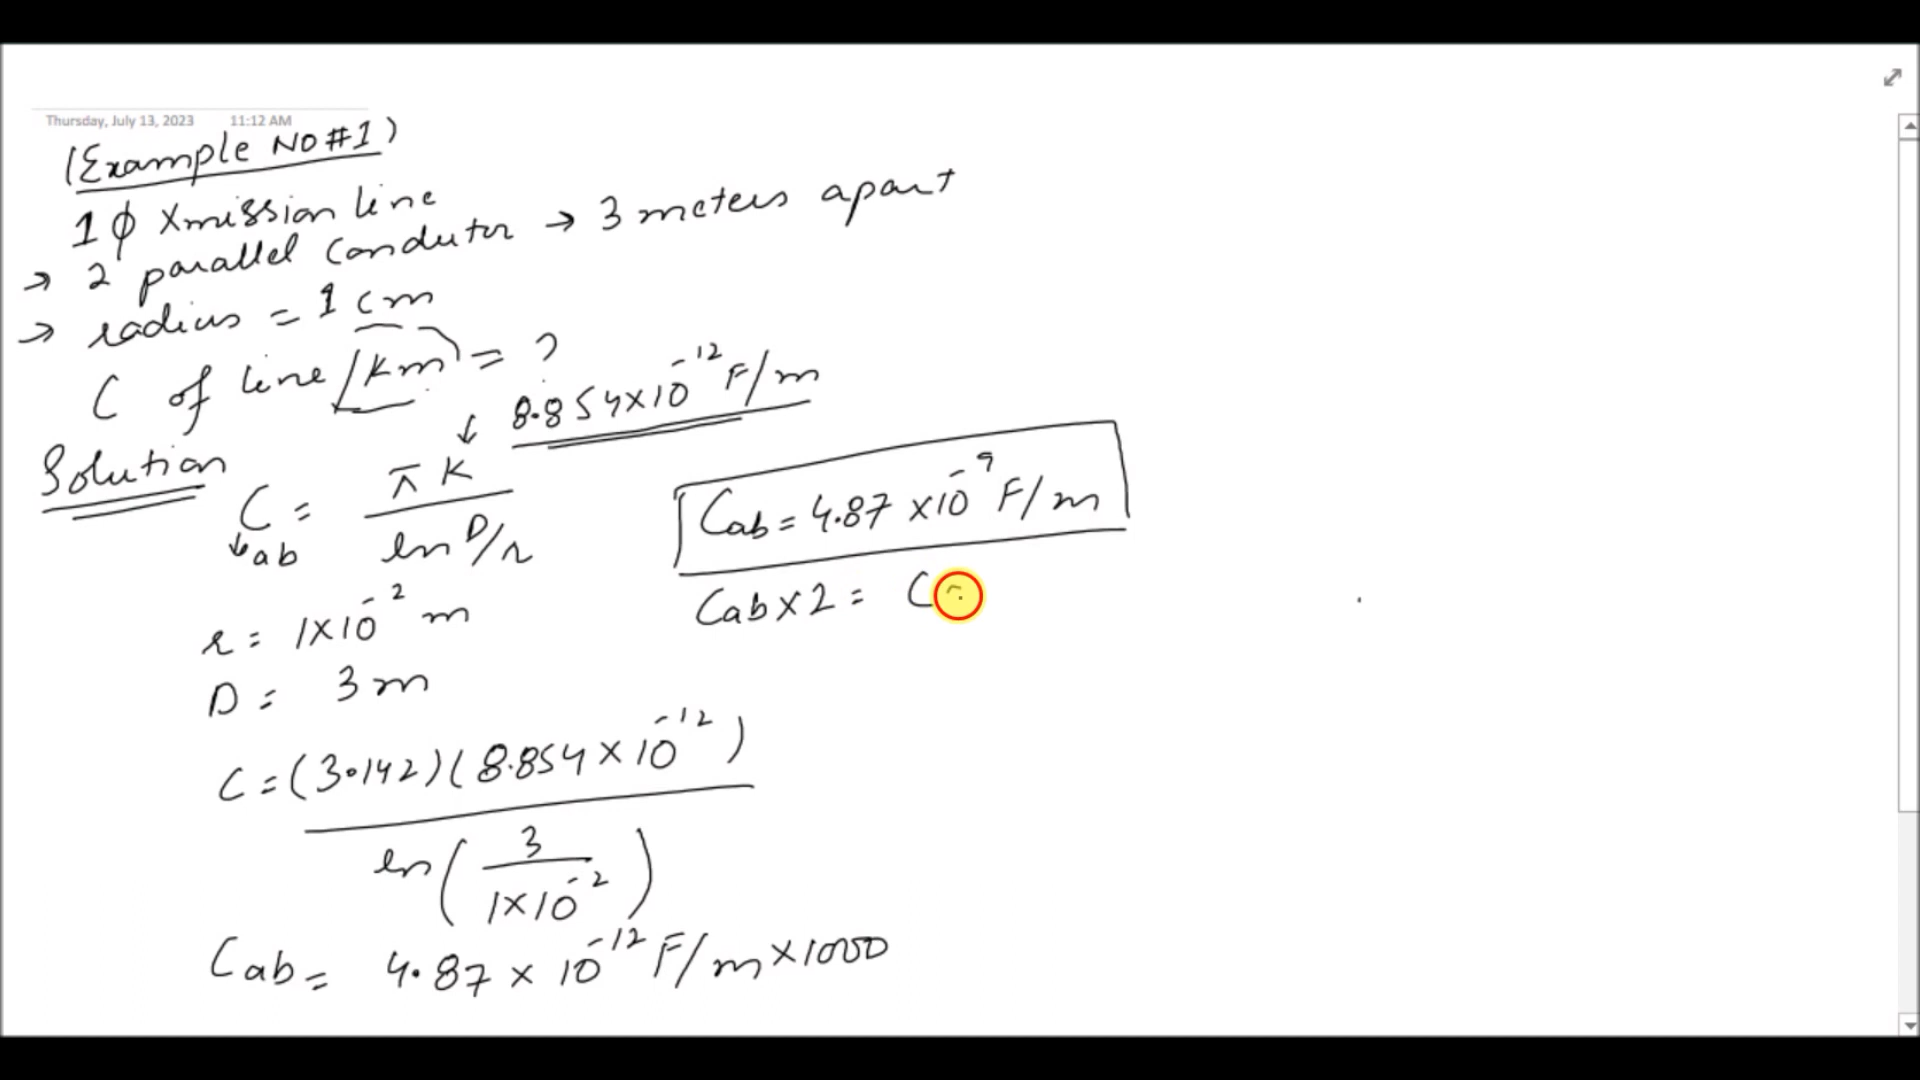 Thursday, July 13, 2023 11:12 AM
(Example NO#1)
1ϕ Xmission line
→ 2 parallel Condutor → 3 meters apart
→ radius = 1 cm
C of line /km = ?
8.854×10⁻¹² F/m
Solution
C_ab = πK / ln D/r
r = 1×10⁻² m
D = 3 m
C = (3.142)(8.854×10⁻¹²) / ln(3 / 1×10⁻²)
Cab = 4.87 × 10⁻¹² F/m ×1000
Cab = 4.87 ×10⁻⁹ F/m
Cab×2 = C